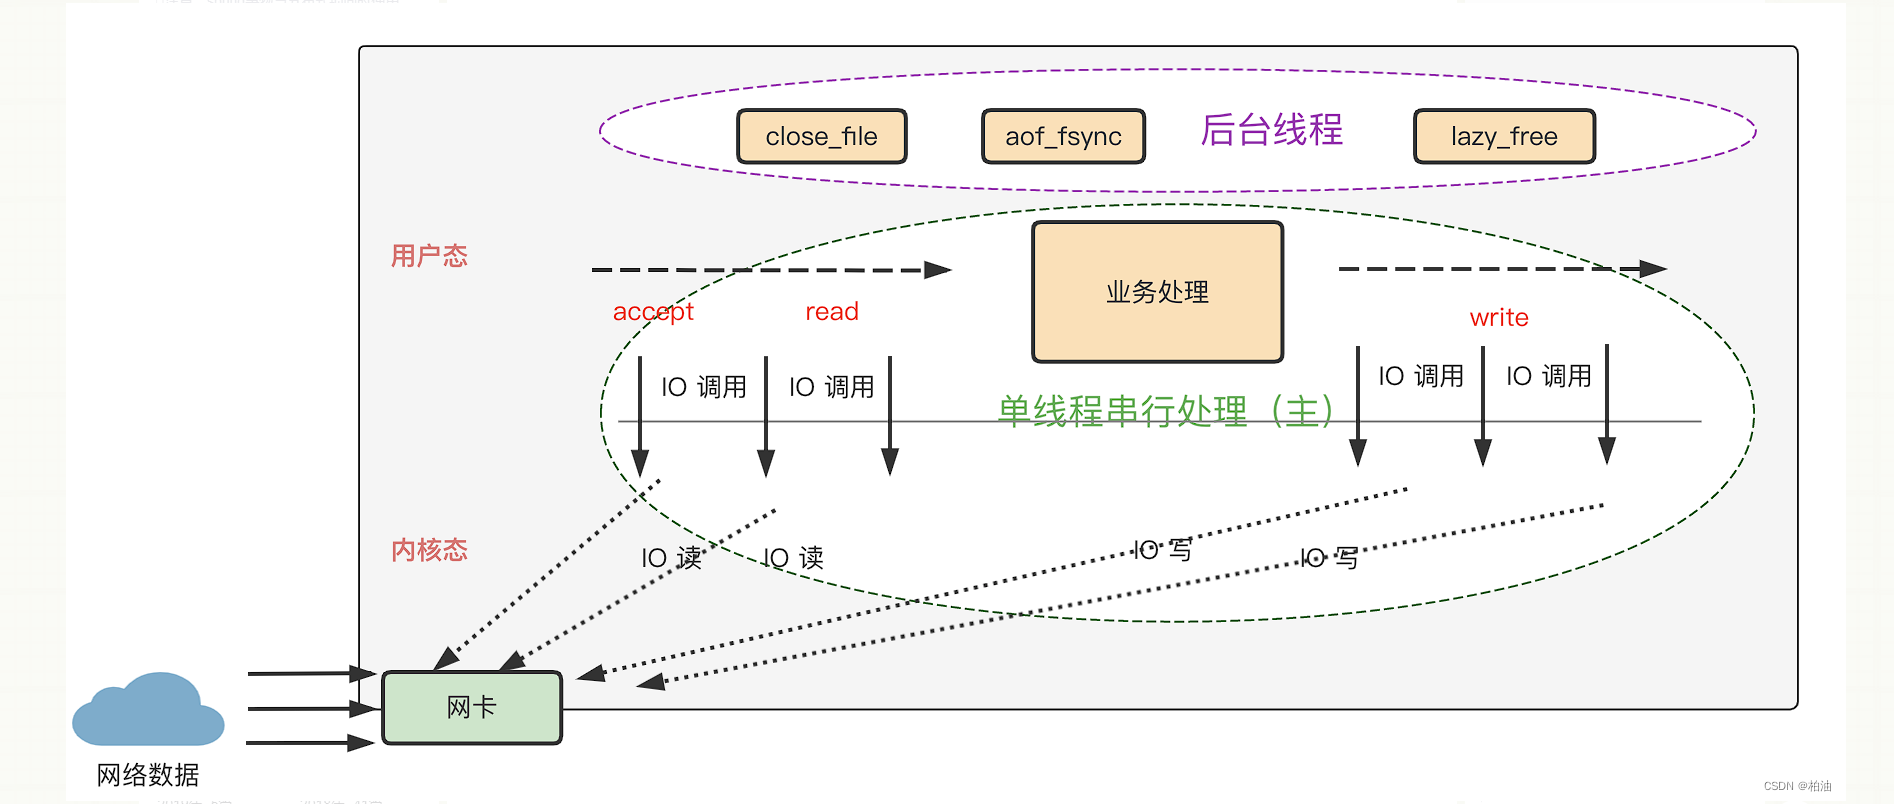 close_file
aof_fsync
后台线程
lazy_free
用户态
业务处理
accept
read
write
IO 调用
IO 调用
IO 调用
IO 调用
单线程串行处理（主）
内核态
IO 读
IO 读
IO 写
IO 写
网卡
网络数据
CSDN @柏油